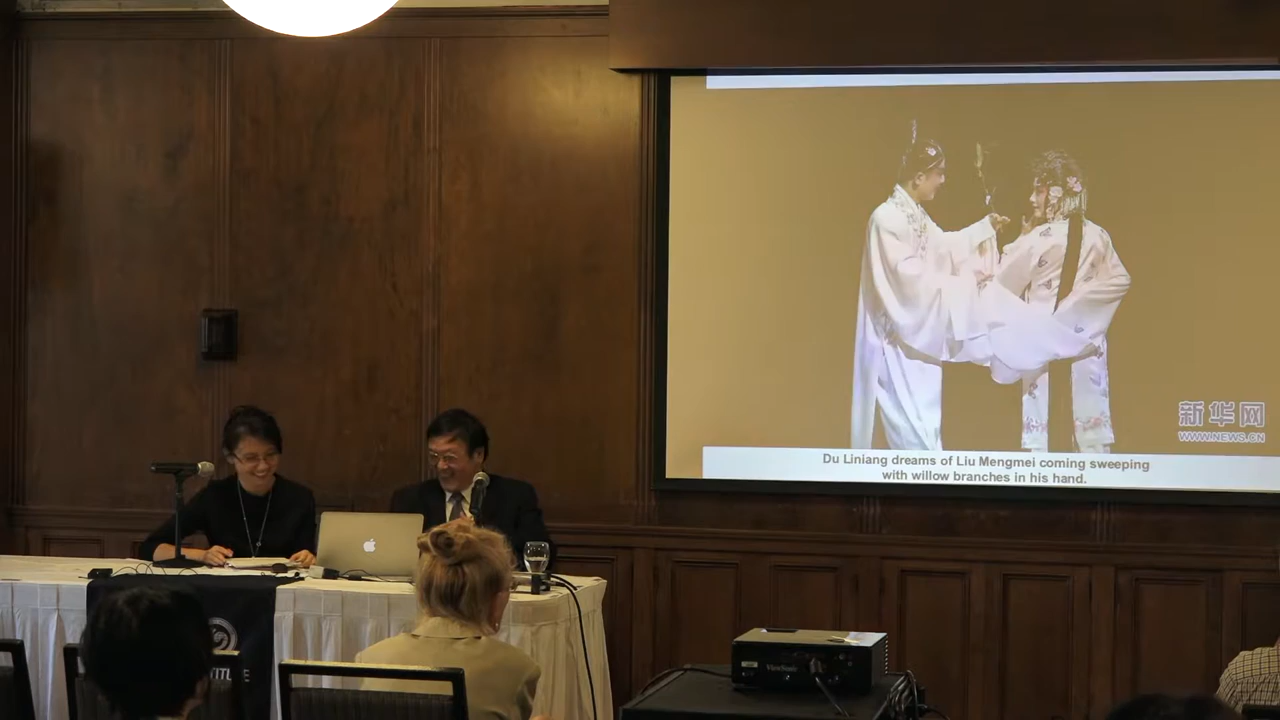 新华网
WWW.NEWS.CN
Du Liniang dreams of Liu Mengmei coming sweeping
with willow branches in his hand.
ViewSonic